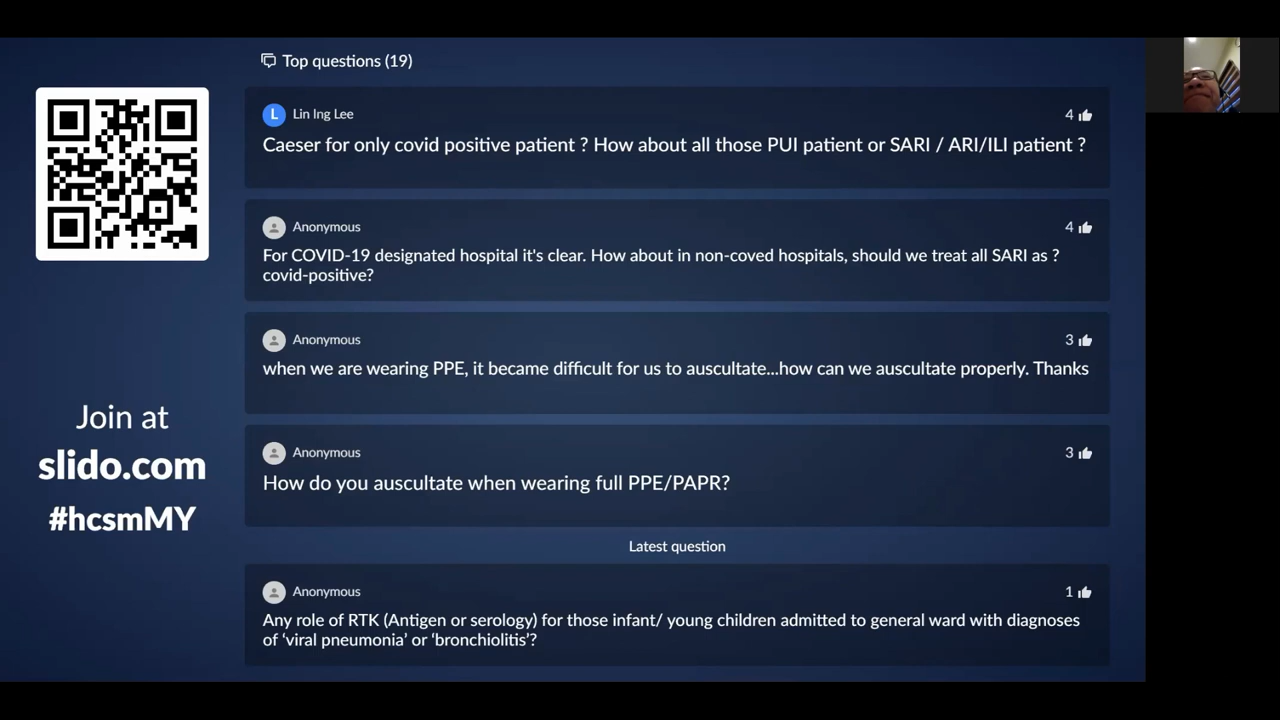 Top questions (19)
L
Lin Ing Lee
4
Caeser for only covid positive patient ? How about all those PUI patient or SARI / ARI/ILI patient ?
Anonymous
4
For COVID-19 designated hospital it's clear. How about in non-coved hospitals, should we treat all SARI as ?
covid-positive?
Anonymous
3
when we are wearing PPE, it became difficult for us to auscultate...how can we auscultate properly. Thanks
Anonymous
3
How do you auscultate when wearing full PPE/PAPR?
Latest question
Anonymous
1
Any role of RTK (Antigen or serology) for those infant/ young children admitted to general ward with diagnoses
of ‘viral pneumonia’ or ‘bronchiolitis’?
Join at
slido.com
#hcsmMY